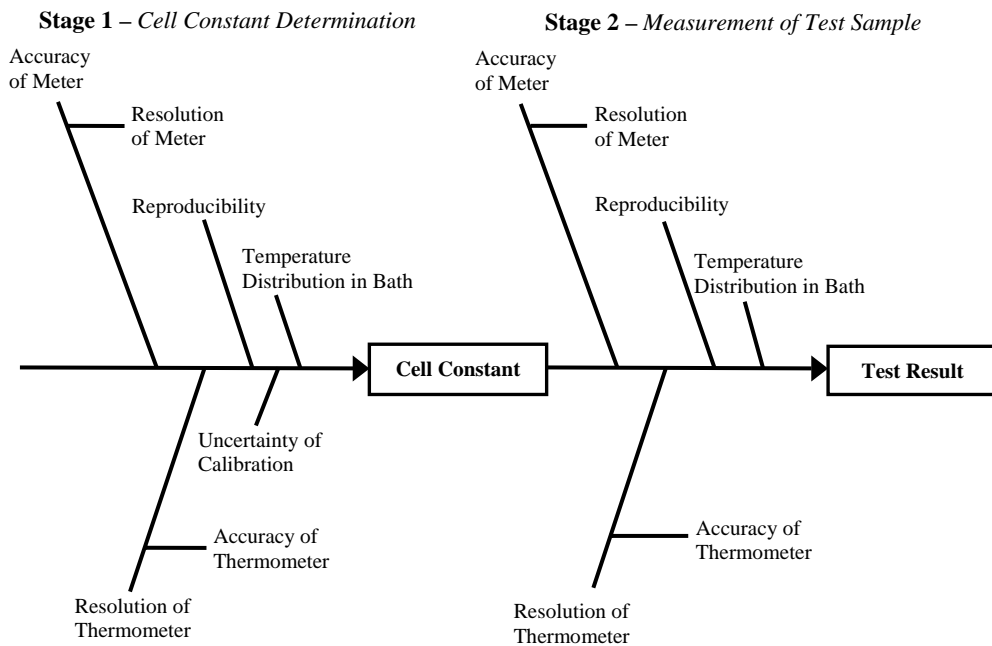 Stage 1 – Cell Constant Determination
Accuracy
of Meter
Resolution
of Meter
Reproducibility
Temperature
Distribution in Bath
Cell Constant
Uncertainty of
Calibration
Accuracy of
Thermometer
Resolution of
Thermometer
Stage 2 – Measurement of Test Sample
Accuracy
of Meter
Resolution
of Meter
Reproducibility
Temperature
Distribution in Bath
Test Result
Accuracy of
Thermometer
Resolution of
Thermometer